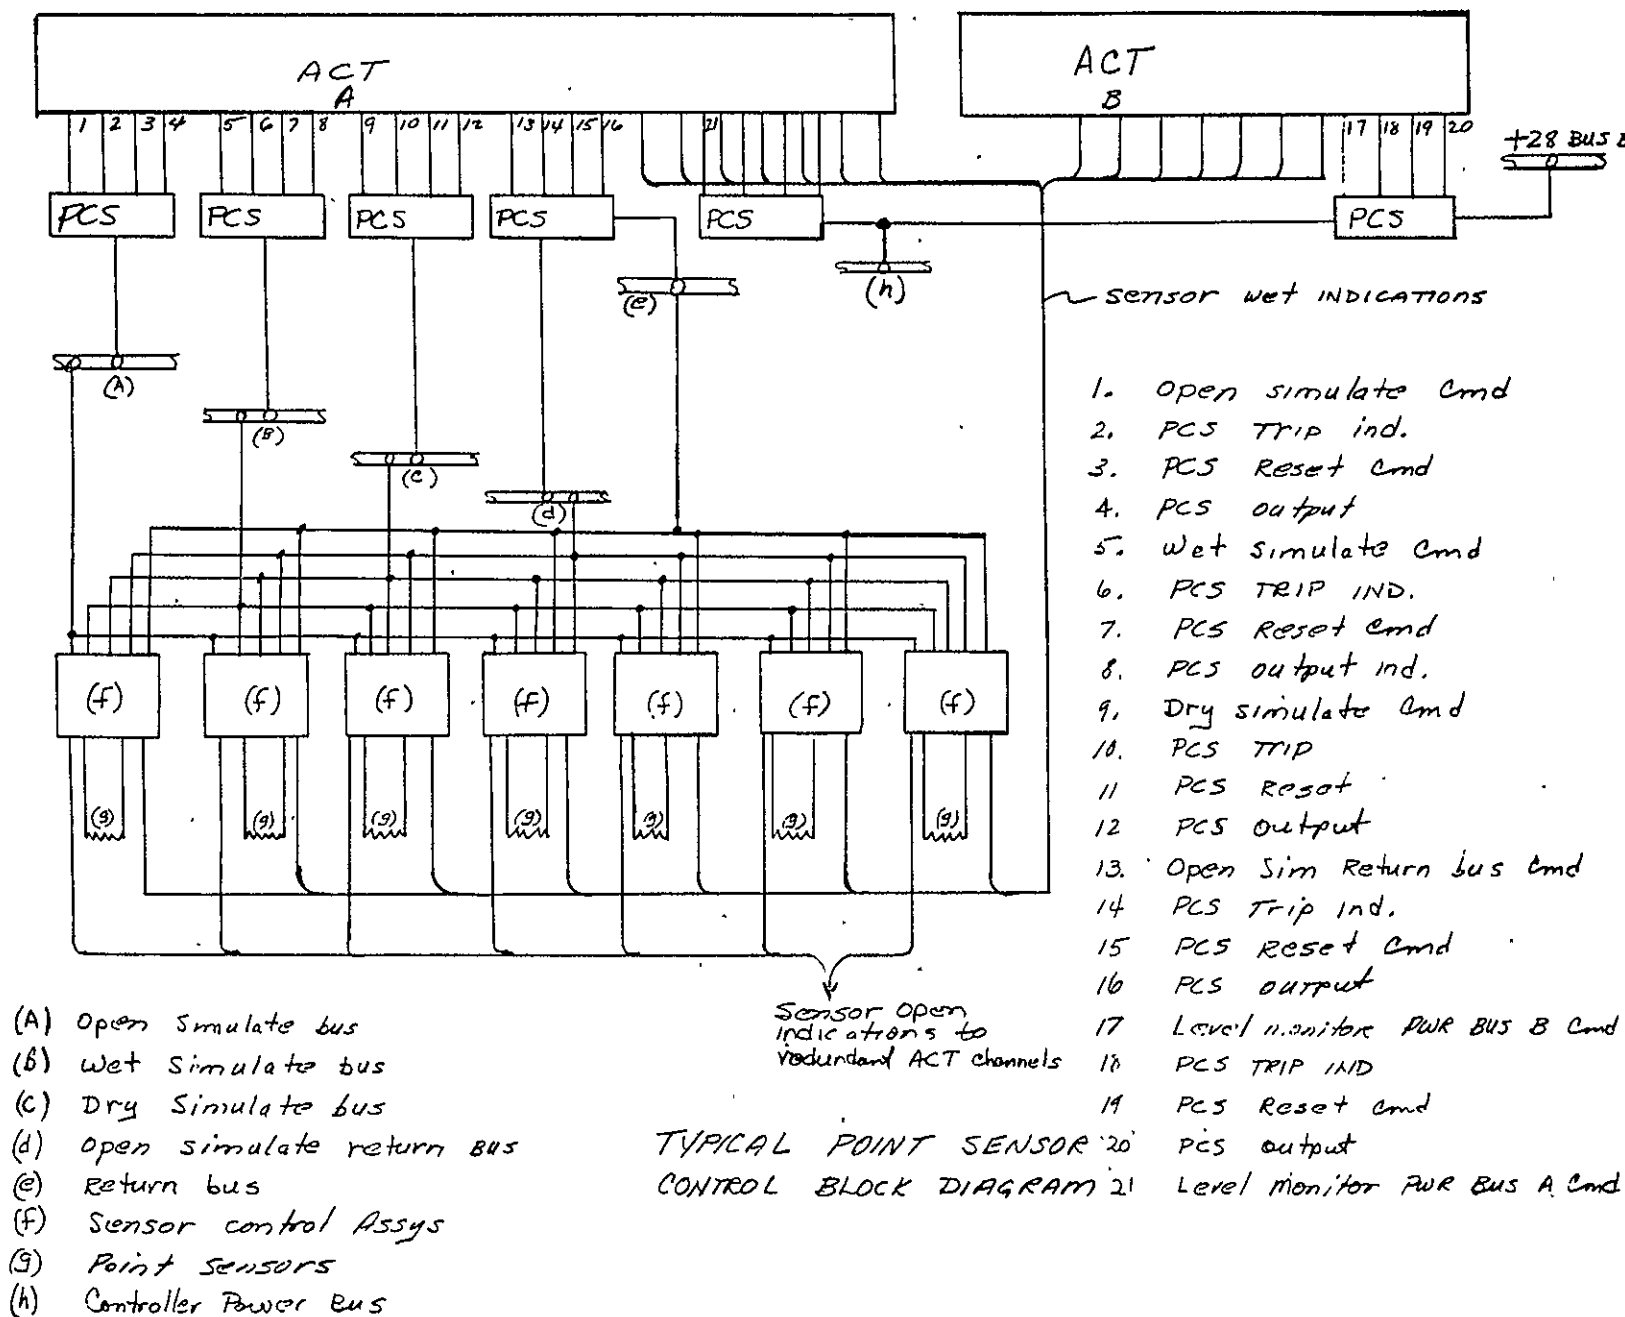 ACT
A
ACT
B
1 2 3 4 5 6 7 8 9 10 11 12 13 14 15 16 21 17 18 19 20
+28 BUS
PCS PCS PCS PCS PCS PCS
(A)
(B)
(C)
(d)
(e)
(h)
sensor wet INDICATIONS
(f) (f) (f) (f) (f) (f) (f)
(g) (g) (g) (g) (g) (g) (g)
Sensor Open
indications to
redundant ACT channels
1. Open simulate Cmd
2. PCS TRIP ind.
3. PCS Reset Cmd
4. PCS output
5. Wet simulate Cmd
6. PCS TRIP IND.
7. PCS Reset Cmd
8. PCS output ind.
9. Dry simulate Cmd
10. PCS TRIP
11 PCS Reset
12 PCS output
13. Open Sim Return bus Cmd
14 PCS Trip Ind.
15 PCS Reset Cmd
16 PCS output
17 Level monitor PWR BUS B Cmd
18 PCS TRIP IND
19 PCS Reset Cmd
20 PCS output
21 Level Monitor PWR BUS A Cmd
(A) Open Simulate bus
(B) Wet Simulate bus
(C) Dry Simulate bus
(d) Open simulate return Bus
(e) Return bus
(f) Sensor control Assys
(g) Point sensors
(h) Controller Power Bus
TYPICAL POINT SENSOR
CONTROL BLOCK DIAGRAM